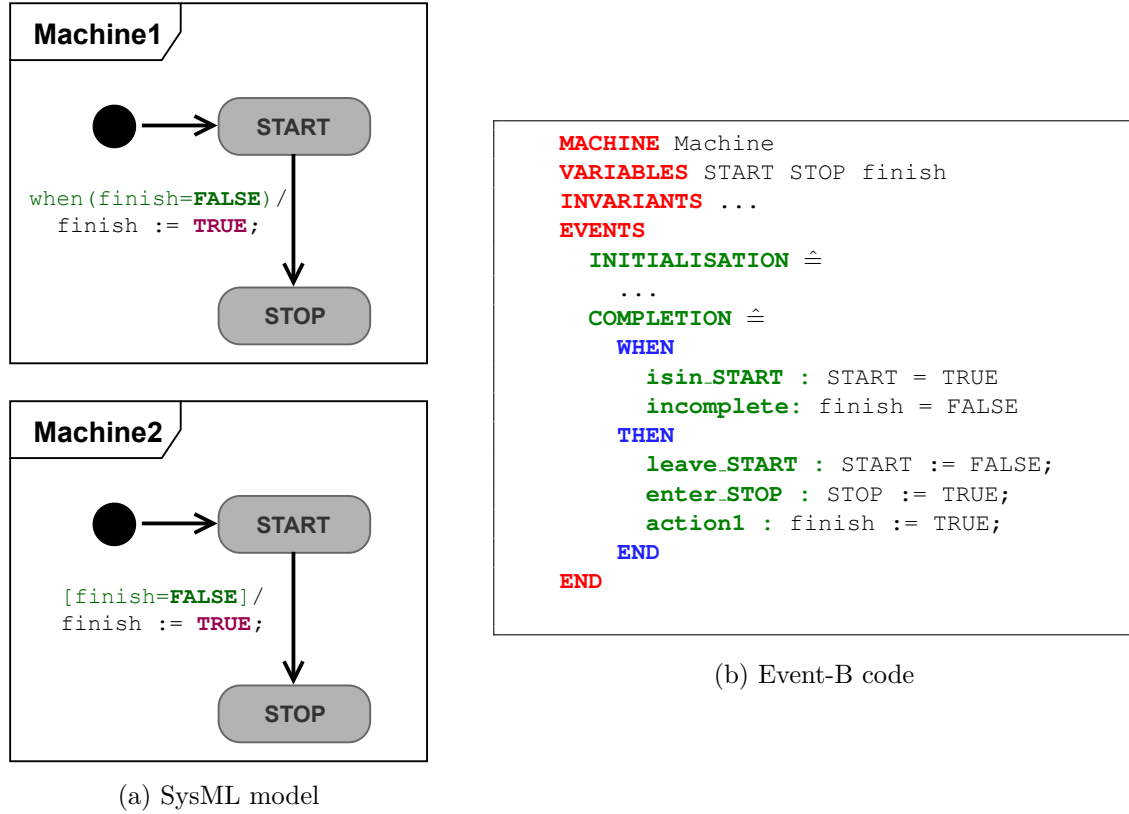 Machine1
START
when(finish=FALSE)/
finish := TRUE;
STOP
Machine2
START
[finish=FALSE]/
finish := TRUE;
STOP
(a) SysML model
MACHINE Machine
VARIABLES START STOP finish
INVARIANTS ...
EVENTS
INITIALISATION ≙
...
COMPLETION ≙
WHEN
isin_START : START = TRUE
incomplete: finish = FALSE
THEN
leave_START : START := FALSE;
enter_STOP : STOP := TRUE;
action1 : finish := TRUE;
END
END
(b) Event-B code